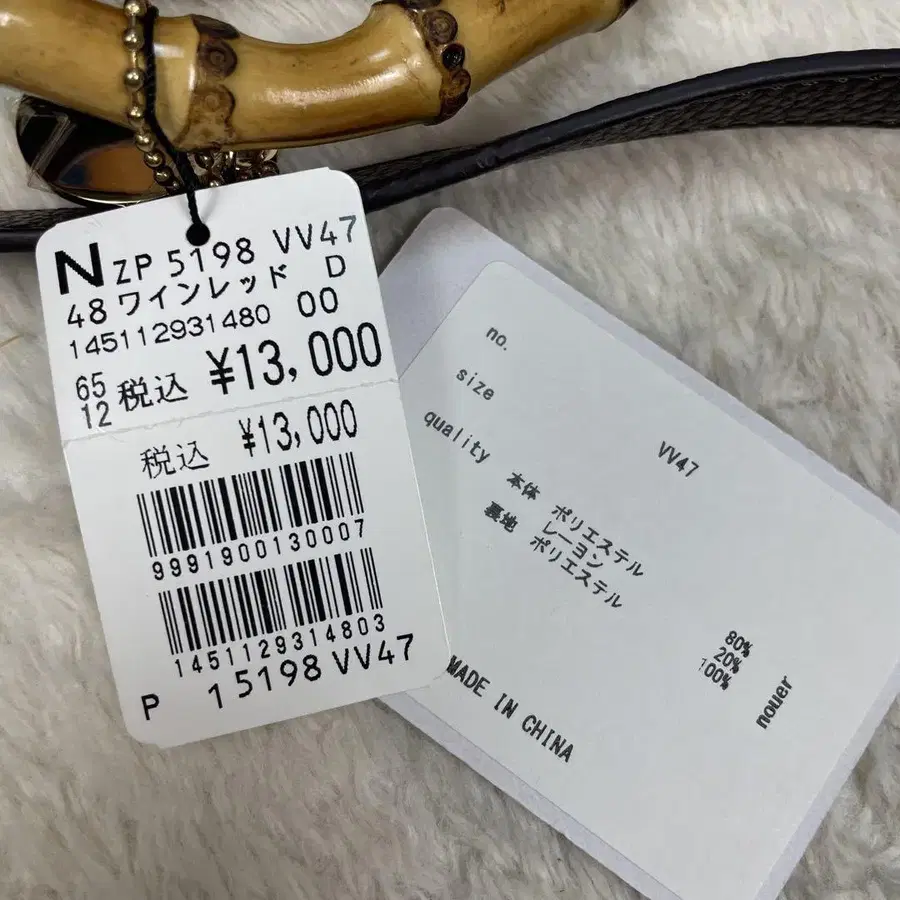 N ZP 5198 VV47
48 ワインレッド D
145112931480 00
65
12 税込 ¥13,000
税込 ¥13,000
9991900130007
1451129314803
P 15198 VV47
no. VV47
size
quality
本体 ポリエステル 80%
レーヨン 20%
裏地 ポリエステル 100%
MADE IN CHINA
nouer